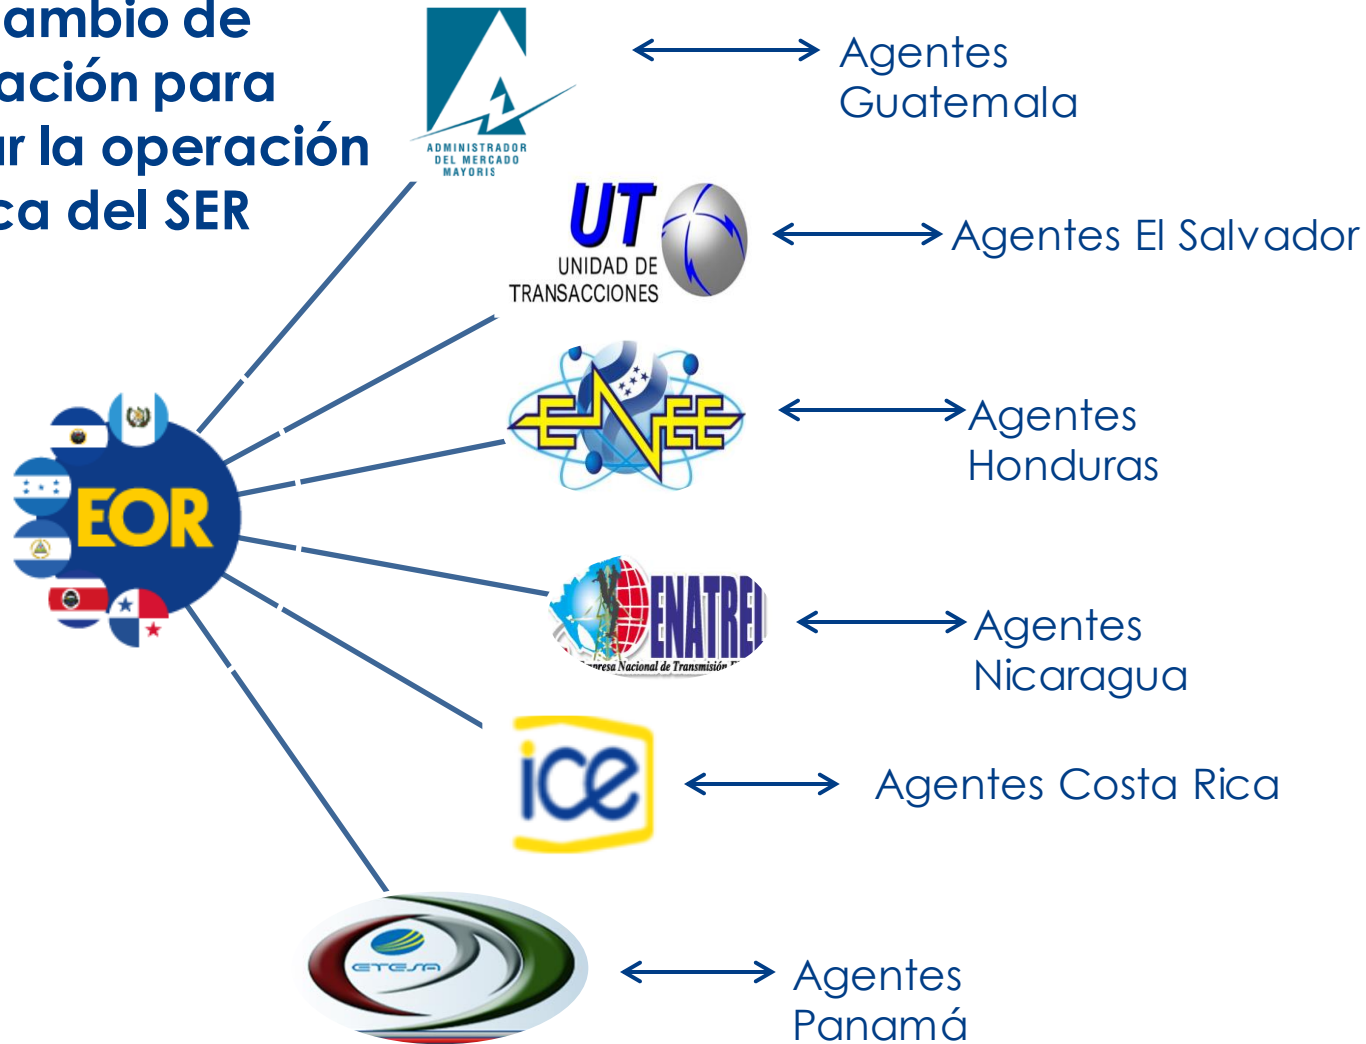 ambio de
ación para
r la operación
ca del SER
ADMINISTRADOR
DEL MERCADO
MAYORIS
Agentes
Guatemala
UT
UNIDAD DE
TRANSACCIONES
Agentes El Salvador
ENEE
Agentes
Honduras
EOR
ENATREL
presa Nacional de Transmisión
Agentes
Nicaragua
ice
Agentes Costa Rica
ETESA
Agentes
Panamá